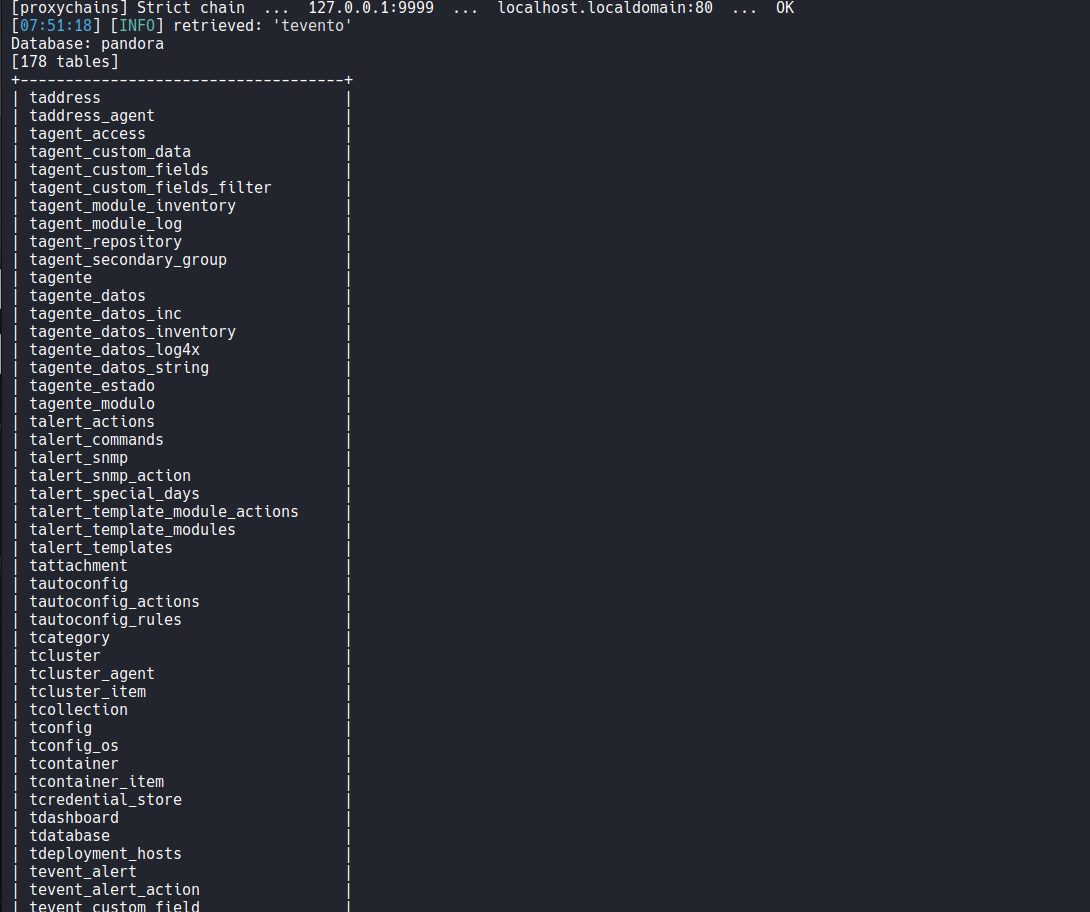 [proxychains] Strict chain  ...  127.0.0.1:9999  ...  localhost.localdomain:80  ...  OK
[07:51:18] [INFO] retrieved: 'tevento'
Database: pandora
[178 tables]
+------------------------------------+
| taddress                           |
| taddress_agent                     |
| tagent_access                      |
| tagent_custom_data                 |
| tagent_custom_fields               |
| tagent_custom_fields_filter        |
| tagent_module_inventory            |
| tagent_module_log                  |
| tagent_repository                  |
| tagent_secondary_group             |
| tagente                            |
| tagente_datos                      |
| tagente_datos_inc                  |
| tagente_datos_inventory            |
| tagente_datos_log4x                |
| tagente_datos_string               |
| tagente_estado                     |
| tagente_modulo                     |
| talert_actions                     |
| talert_commands                    |
| talert_snmp                        |
| talert_snmp_action                 |
| talert_special_days                |
| talert_template_module_actions     |
| talert_template_modules            |
| talert_templates                   |
| tattachment                        |
| tautoconfig                        |
| tautoconfig_actions                |
| tautoconfig_rules                  |
| tcategory                          |
| tcluster                           |
| tcluster_agent                     |
| tcluster_item                      |
| tcollection                        |
| tconfig                            |
| tconfig_os                         |
| tcontainer                         |
| tcontainer_item                    |
| tcredential_store                  |
| tdashboard                         |
| tdatabase                          |
| tdeployment_hosts                  |
| tevent_alert                       |
| tevent_alert_action                |
| tevent_custom_field                |